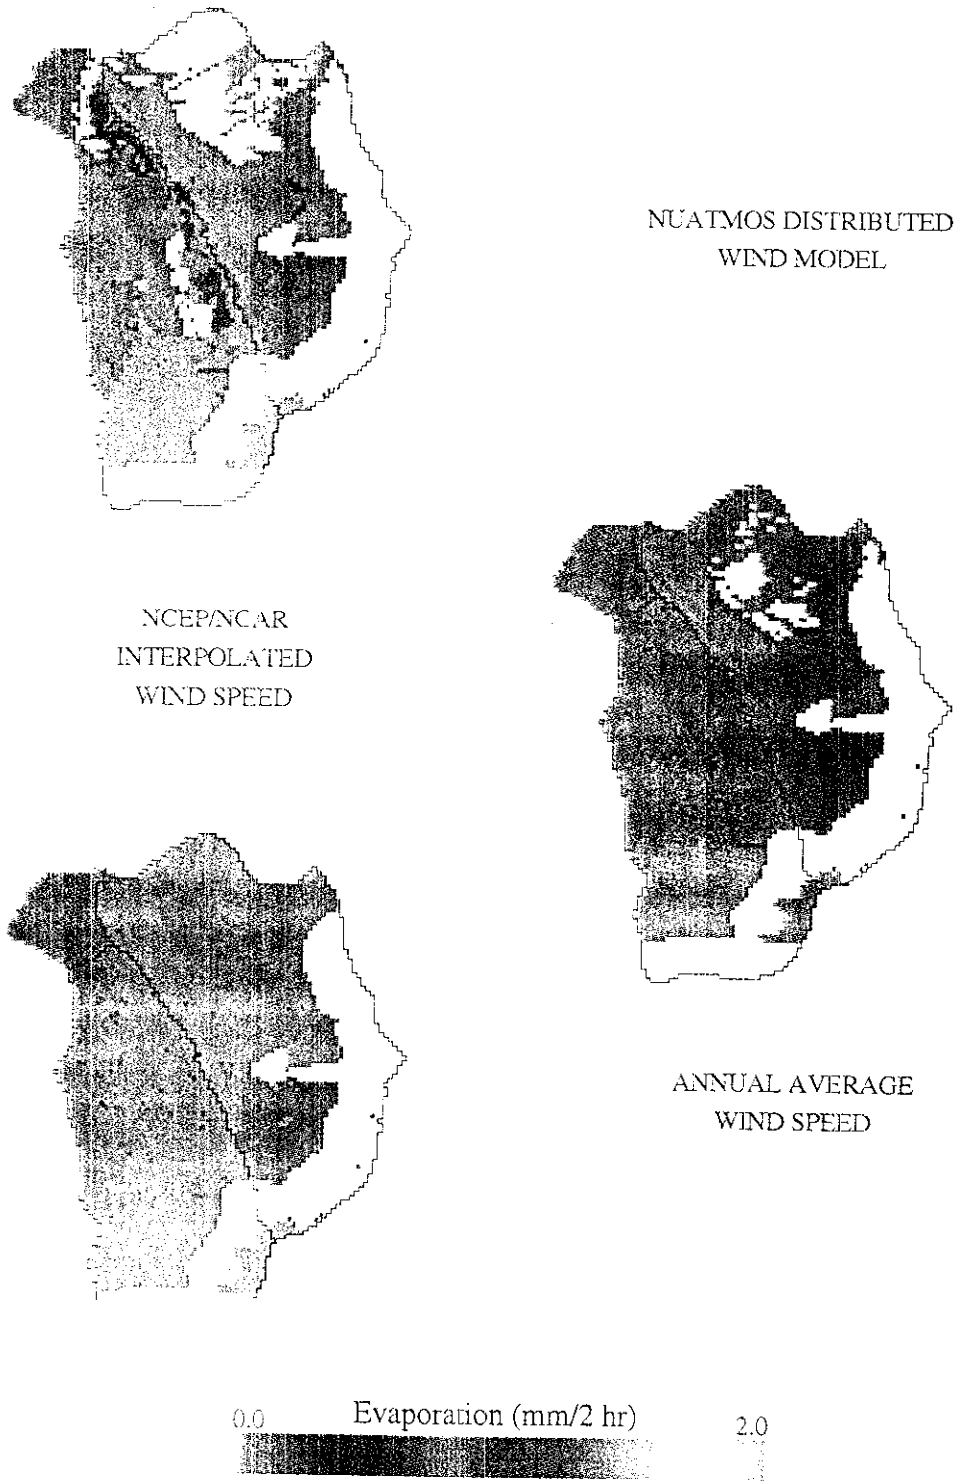 NUATMOS DISTRIBUTED
WIND MODEL
NCEP/NCAR
INTERPOLATED
WIND SPEED
ANNUAL AVERAGE
WIND SPEED
Evaporation (mm/2 hr)
0.0
2.0